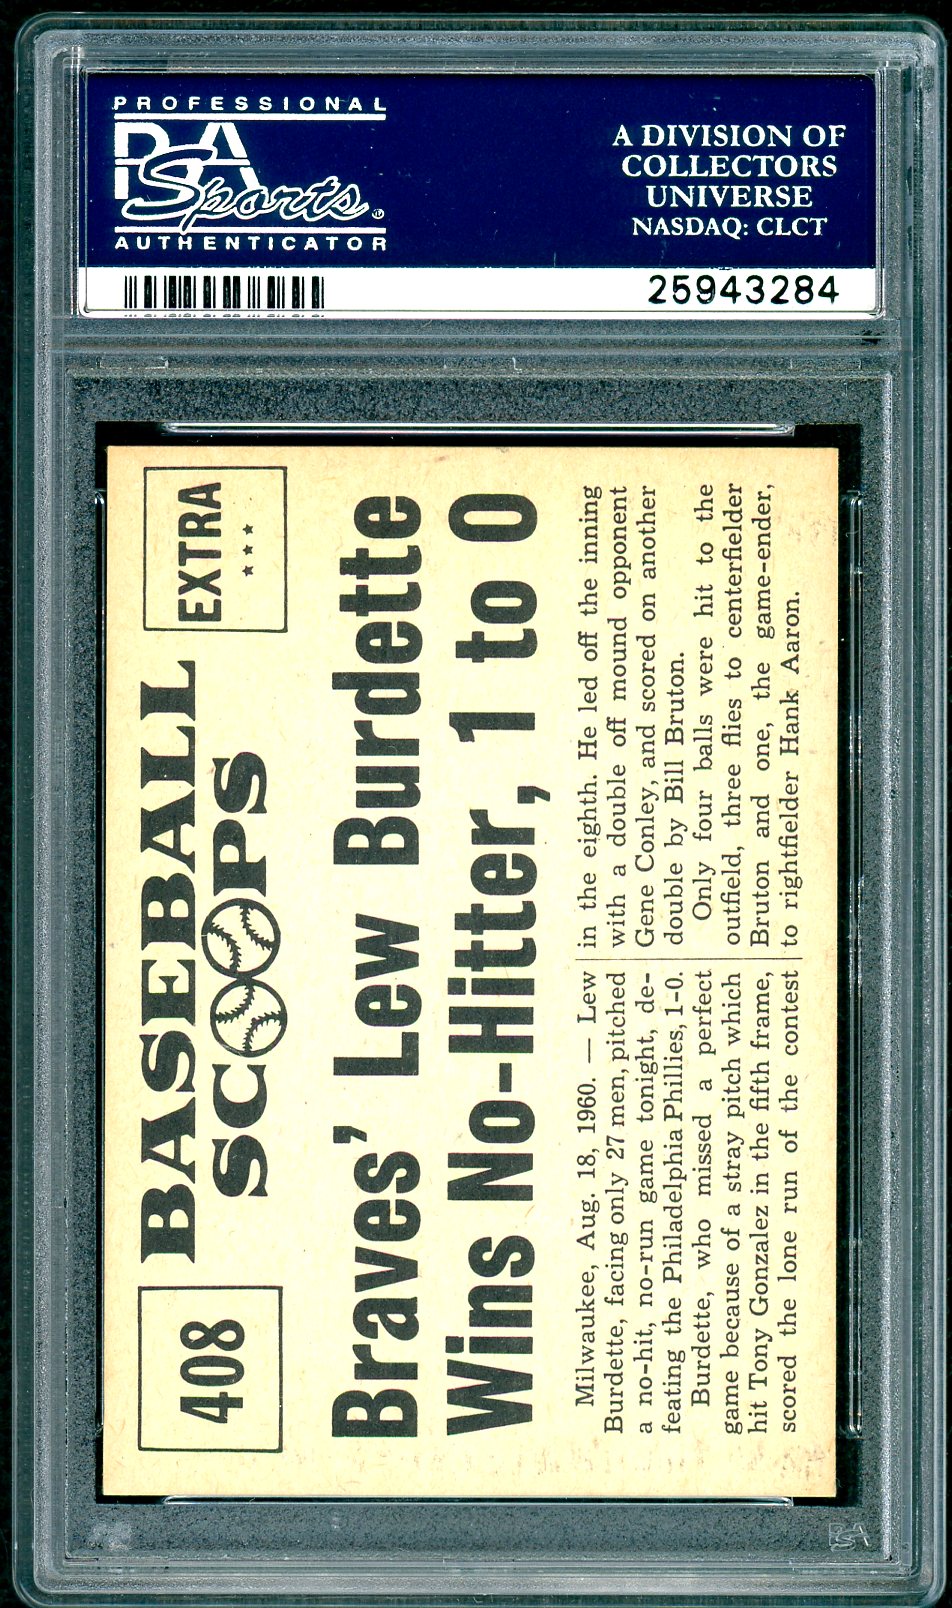 PROFESSIONAL
PSA
Sports
AUTHENTICATOR
A DIVISION OF
COLLECTORS
UNIVERSE
NASDAQ: CLCT
25943284
408
BASEBALL
SCOOPS
EXTRA
Braves' Lew Burdette
Wins No-Hitter, 1 to 0
Milwaukee, Aug. 18, 1960. — Lew
Burdette, facing only 27 men, pitched
a no-hit, no-run game tonight, de-
feating the Philadelphia Phillies, 1-0.
Burdette, who missed a perfect
game because of a stray pitch which
hit Tony Gonzalez in the fifth frame,
scored the lone run of the contest
in the eighth. He led off the inning
with a double off mound opponent
Gene Conley, and scored on another
double by Bill Bruton.
Only four balls were hit to the
outfield, three flies to centerfielder
Bruton and one, the game-ender,
to rightfielder Hank Aaron.
PSA